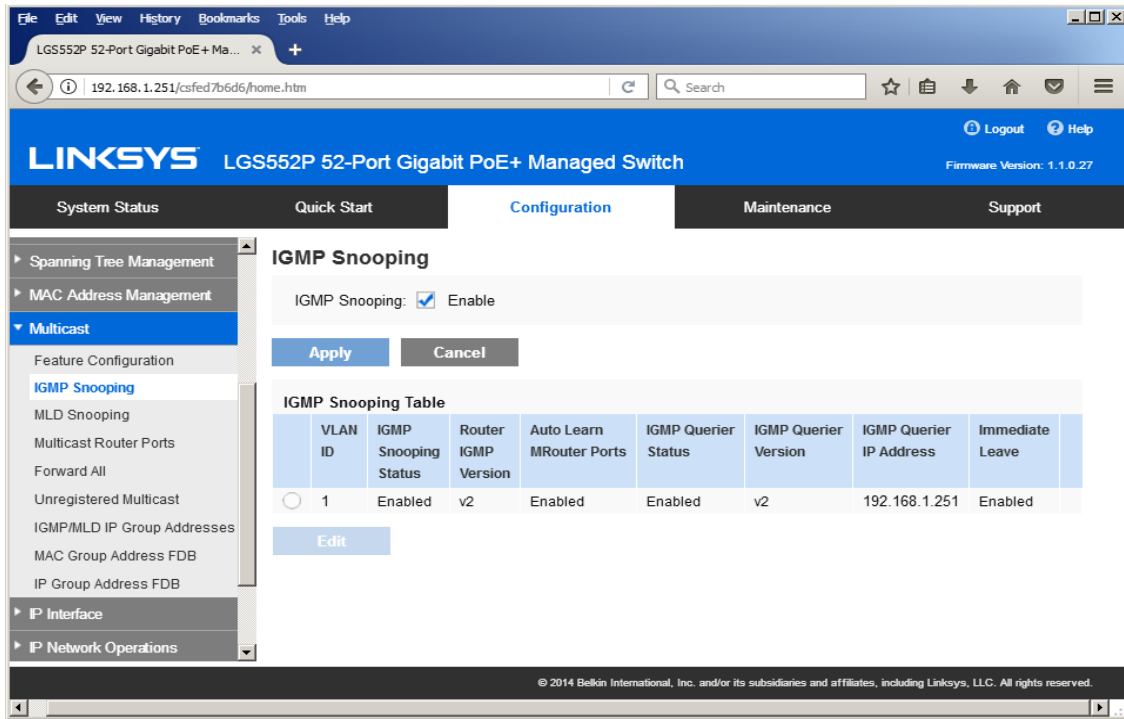 File Edit View History Bookmarks Tools Help
LGS552P 52-Port Gigabit PoE+ Ma...
192.168.1.251/csfed7b6d6/home.htm
Search
Logout Help
LINKSYS LGS552P 52-Port Gigabit PoE+ Managed Switch
Firmware Version: 1.1.0.27
System Status Quick Start Configuration Maintenance Support
Spanning Tree Management
MAC Address Management
Multicast
Feature Configuration
IGMP Snooping
MLD Snooping
Multicast Router Ports
Forward All
Unregistered Multicast
IGMP/MLD IP Group Addresses
MAC Group Address FDB
IP Group Address FDB
IP Interface
IP Network Operations
IGMP Snooping
IGMP Snooping: Enable
Apply Cancel
IGMP Snooping Table
VLAN IGMP Router Auto Learn IGMP Querier IGMP Querier IGMP Querier Immediate
ID Snooping IGMP MRouter Ports Status Version IP Address Leave
Status Version
1 Enabled v2 Enabled Enabled v2 192.168.1.251 Enabled
Edit
© 2014 Belkin International, Inc. and/or its subsidiaries and affiliates, including Linksys, LLC. All rights reserved.